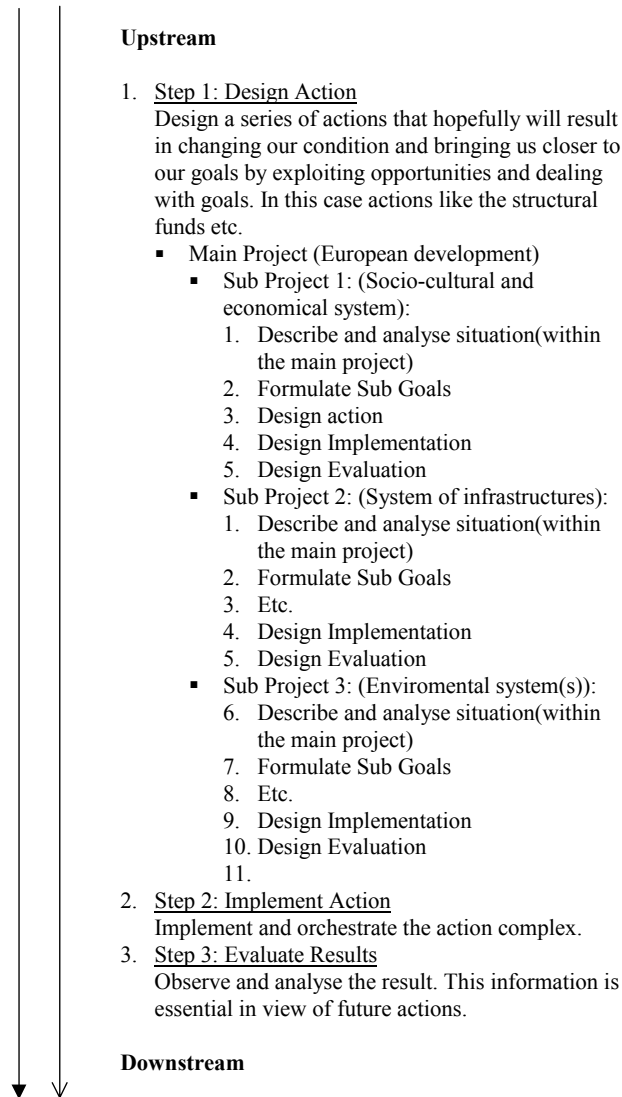 Upstream
1. Step 1: Design Action
Design a series of actions that hopefully will result
in changing our condition and bringing us closer to
our goals by exploiting opportunities and dealing
with goals. In this case actions like the structural
funds etc.
▪ Main Project (European development)
▪ Sub Project 1: (Socio-cultural and
economical system):
1. Describe and analyse situation(within
the main project)
2. Formulate Sub Goals
3. Design action
4. Design Implementation
5. Design Evaluation
▪ Sub Project 2: (System of infrastructures):
1. Describe and analyse situation(within
the main project)
2. Formulate Sub Goals
3. Etc.
4. Design Implementation
5. Design Evaluation
▪ Sub Project 3: (Enviromental system(s)):
6. Describe and analyse situation(within
the main project)
7. Formulate Sub Goals
8. Etc.
9. Design Implementation
10. Design Evaluation
11.
2. Step 2: Implement Action
Implement and orchestrate the action complex.
3. Step 3: Evaluate Results
Observe and analyse the result. This information is
essential in view of future actions.
Downstream